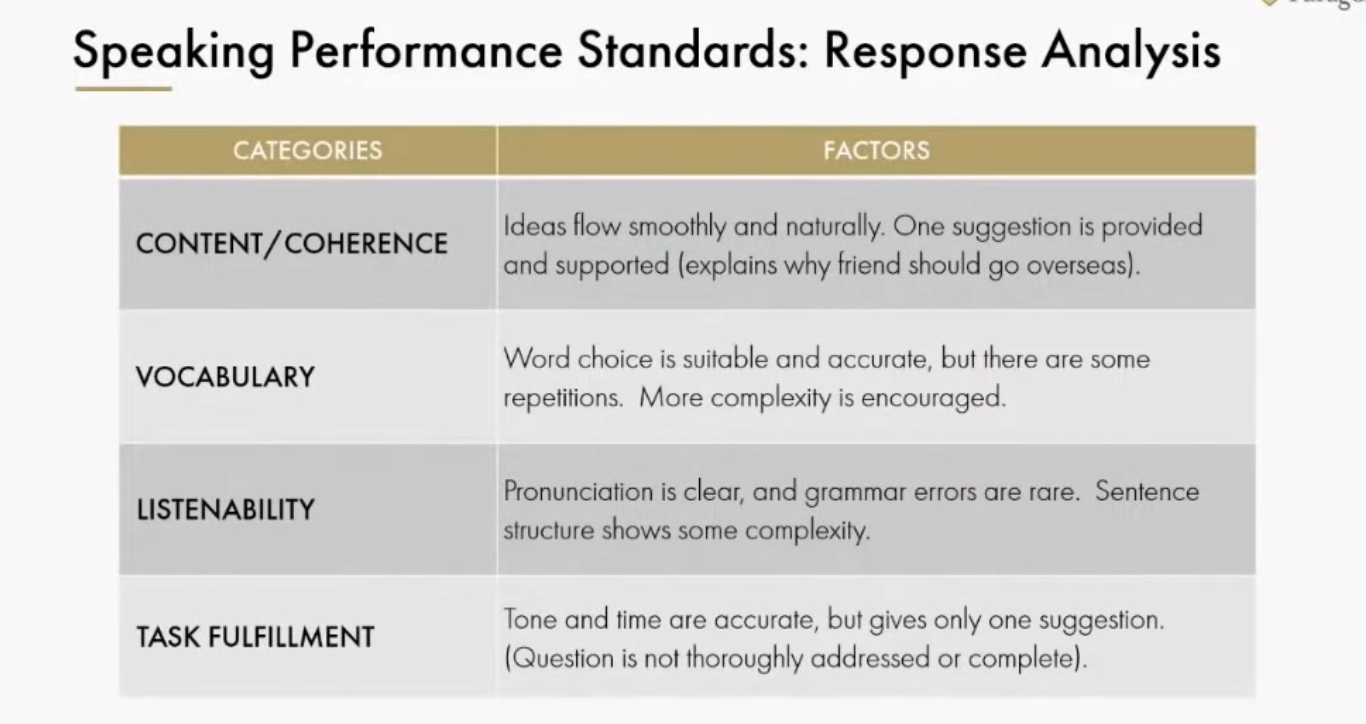 Speaking Performance Standards: Response Analysis
CATEGORIES
FACTORS
CONTENT/COHERENCE
Ideas flow smoothly and naturally. One suggestion is provided
and supported (explains why friend should go overseas).
VOCABULARY
Word choice is suitable and accurate, but there are some
repetitions.  More complexity is encouraged.
LISTENABILITY
Pronunciation is clear, and grammar errors are rare.  Sentence
structure shows some complexity.
TASK FULFILLMENT
Tone and time are accurate, but gives only one suggestion.
(Question is not thoroughly addressed or complete).